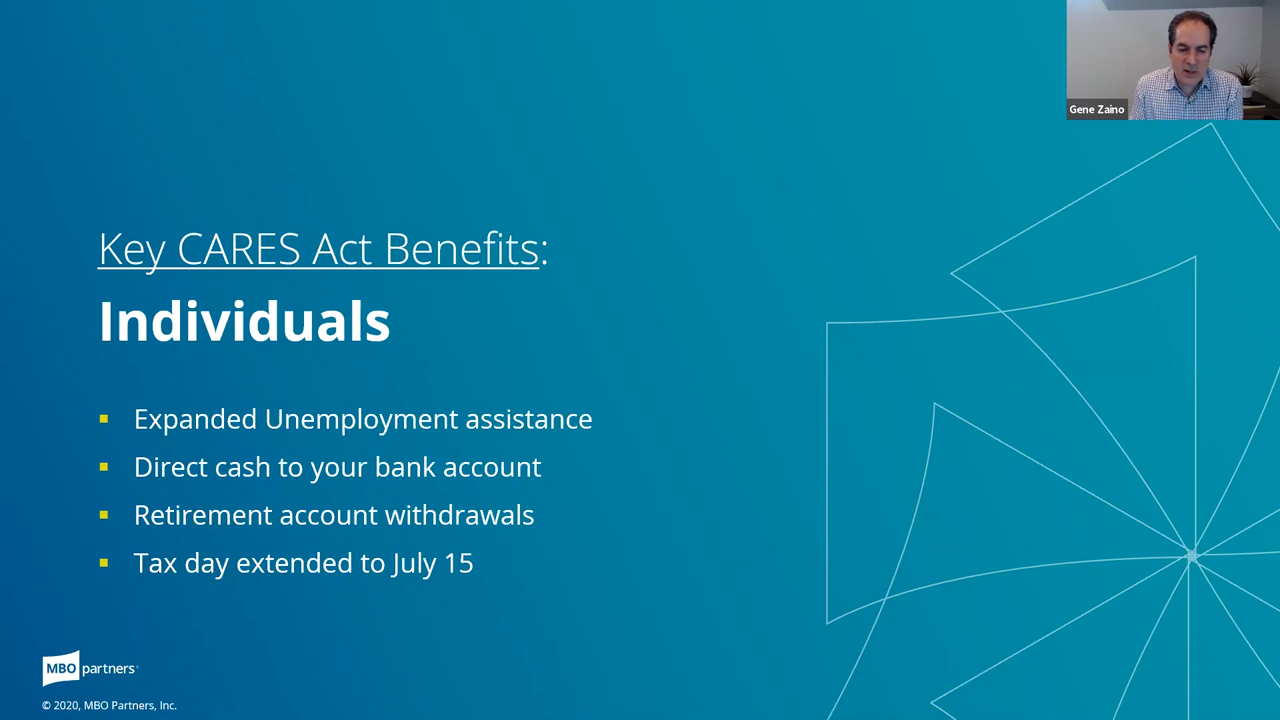 Gene Zaino
Key CARES Act Benefits:
Individuals
Expanded Unemployment assistance
Direct cash to your bank account
Retirement account withdrawals
Tax day extended to July 15
MBO partners
© 2020, MBO Partners, Inc.